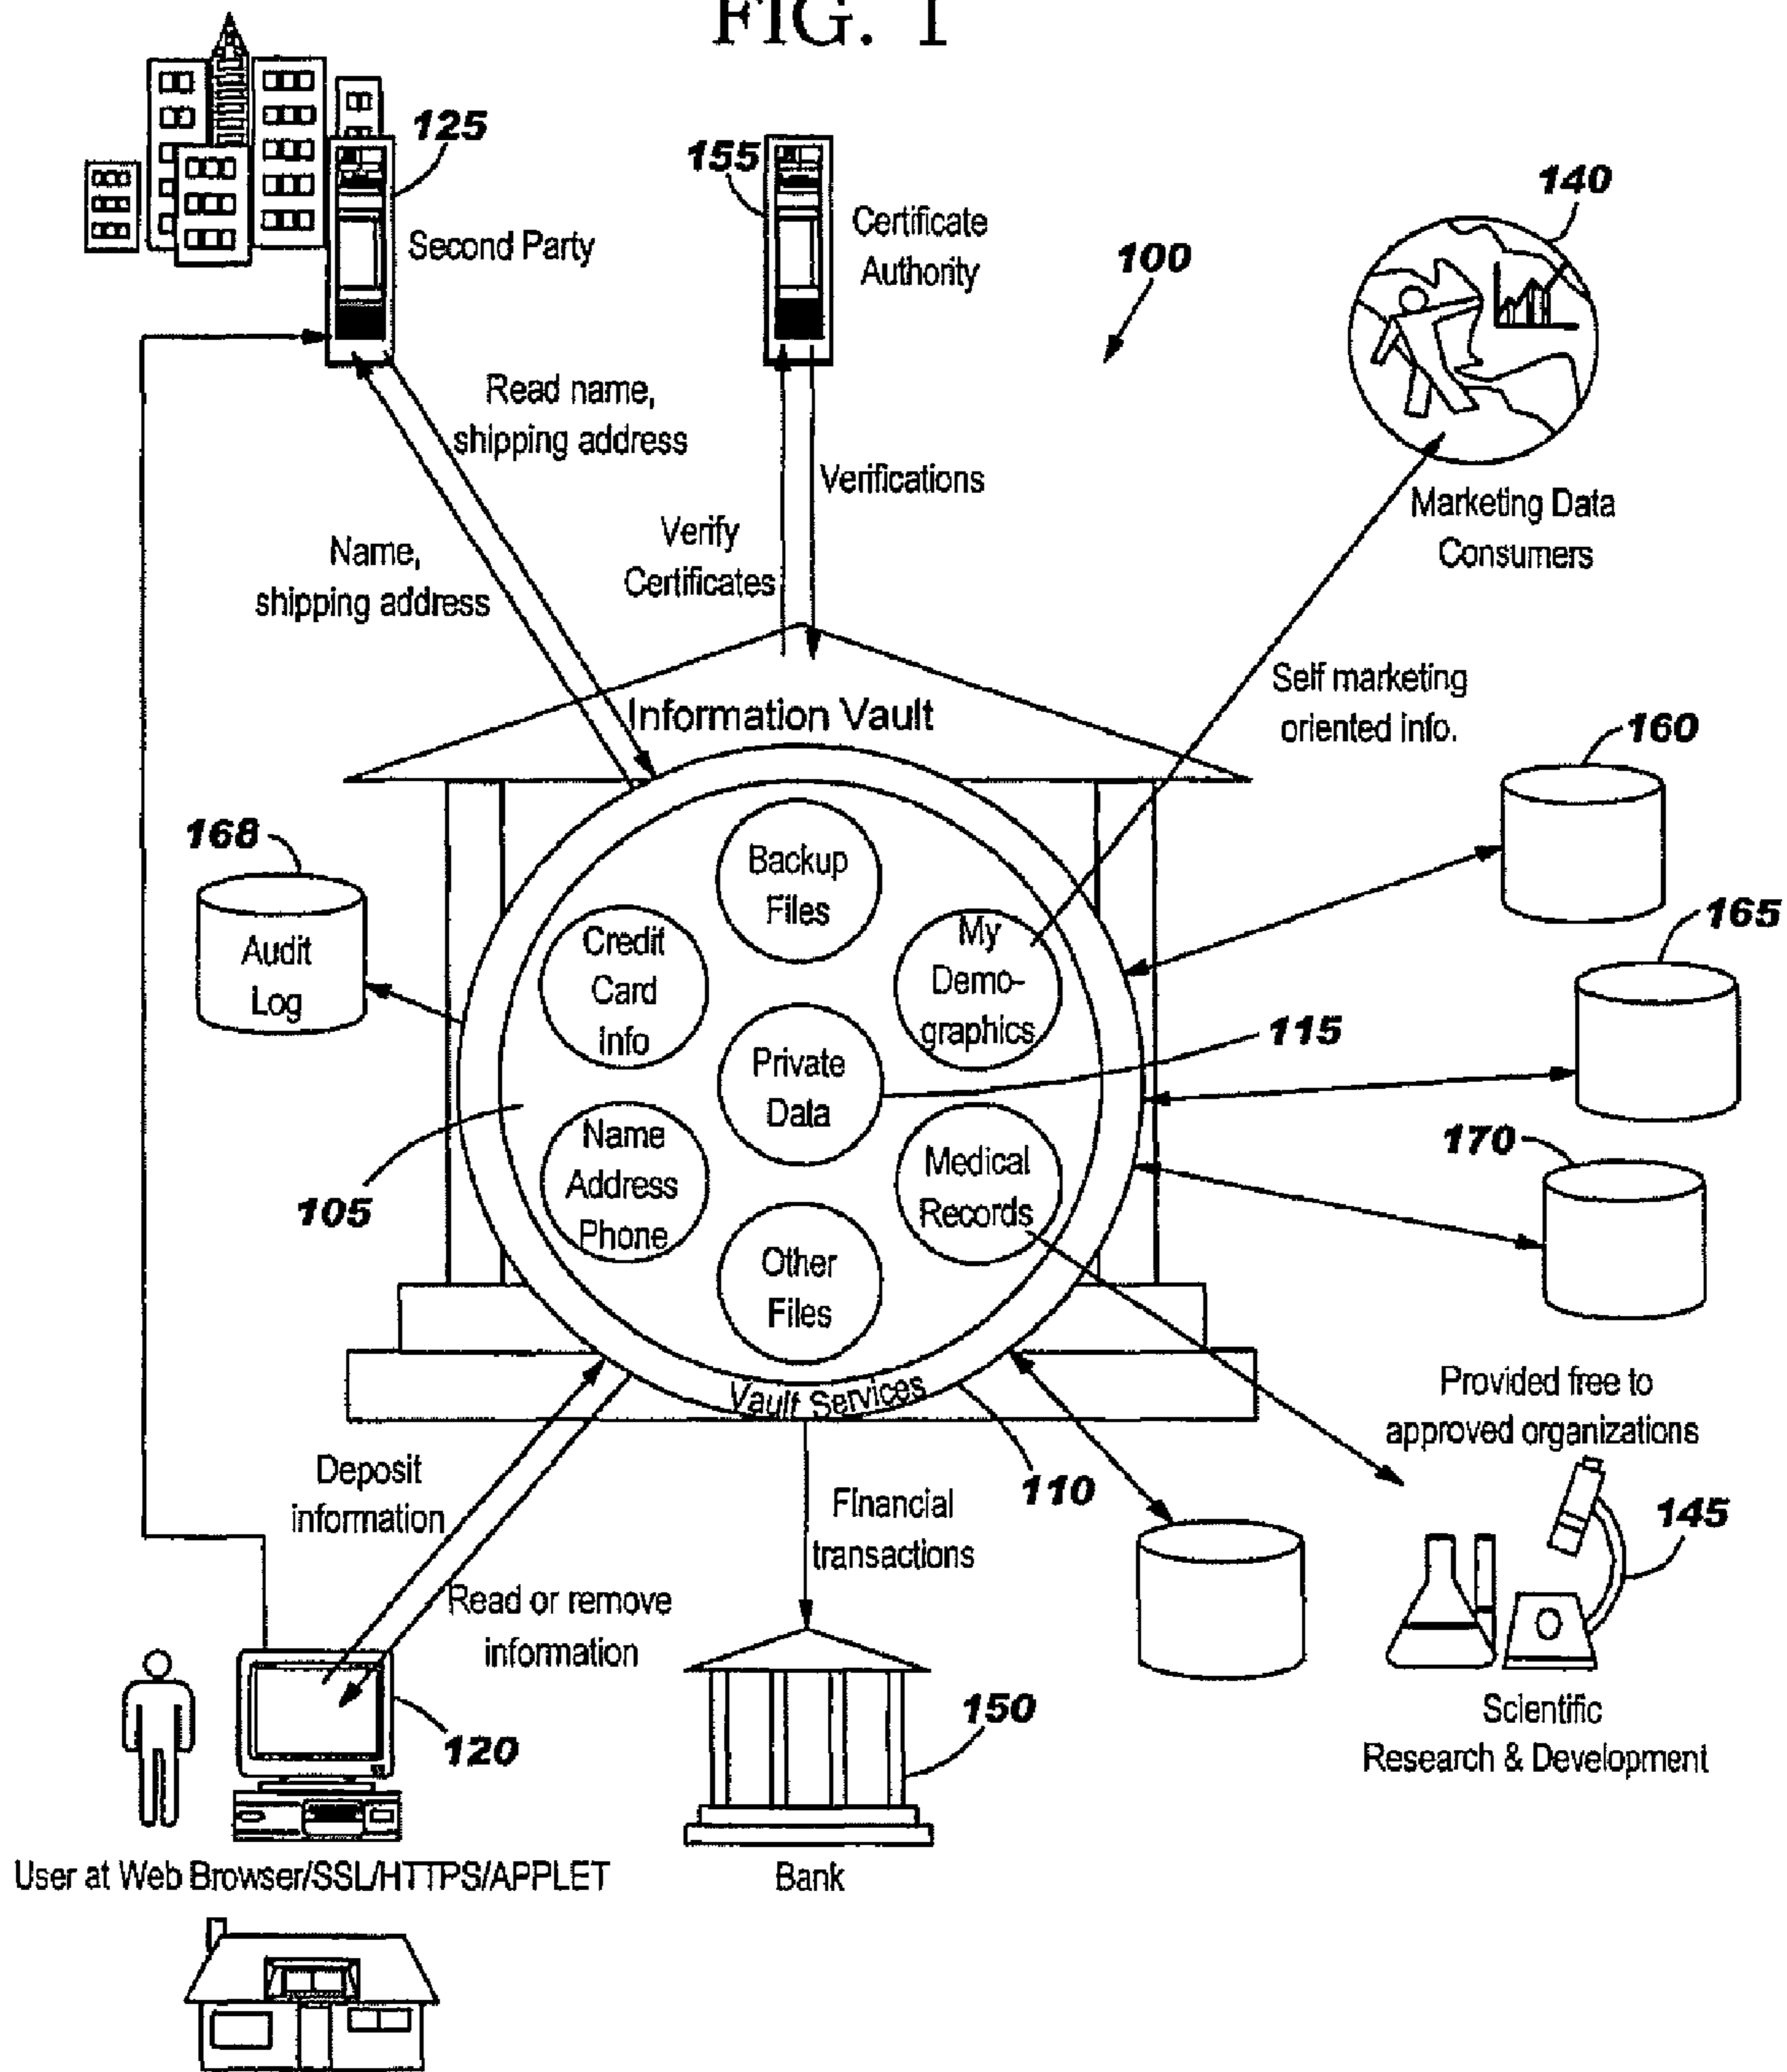 FIG. 1
125
155
140
Second Party
Certificate
Authority
100
Read name,
shipping address
Verifications
Marketing Data
Consumers
Verify
Certificates
Name,
shipping address
Self marketing
oriented info.
Information Vault
160
168
Backup
Files
165
Audit
Log
Credit
Card
Info
My
Demo-
graphics
115
Private
Data
170
105
Name
Address
Phone
Medical
Records
Other
Files
Vault Services
Provided free to
approved organizations
Deposit
information
110
Financial
transactions
145
Read or remove
information
120
150
Scientific
Research & Development
User at Web Browser/SSL/HTTPS/APPLET
Bank